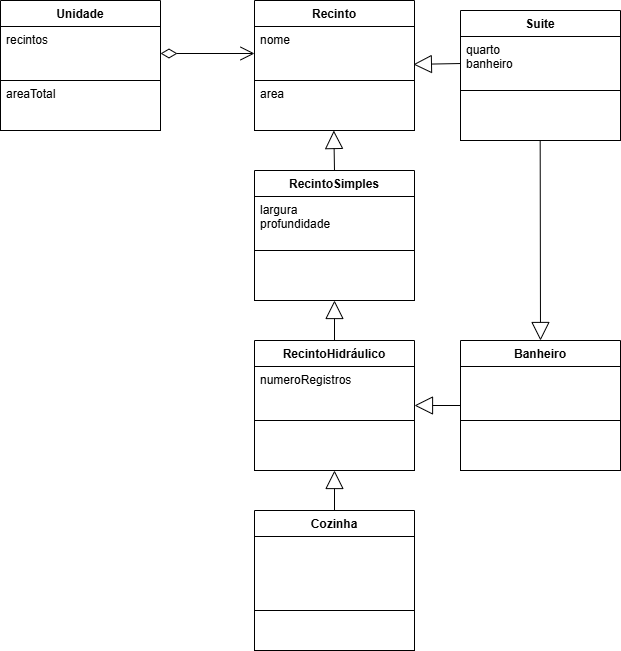 Unidade
recintos
areaTotal
Recinto
nome
area
Suite
quarto
banheiro
RecintoSimples
largura
profundidade
RecintoHidráulico
numeroRegistros
Banheiro
Cozinha